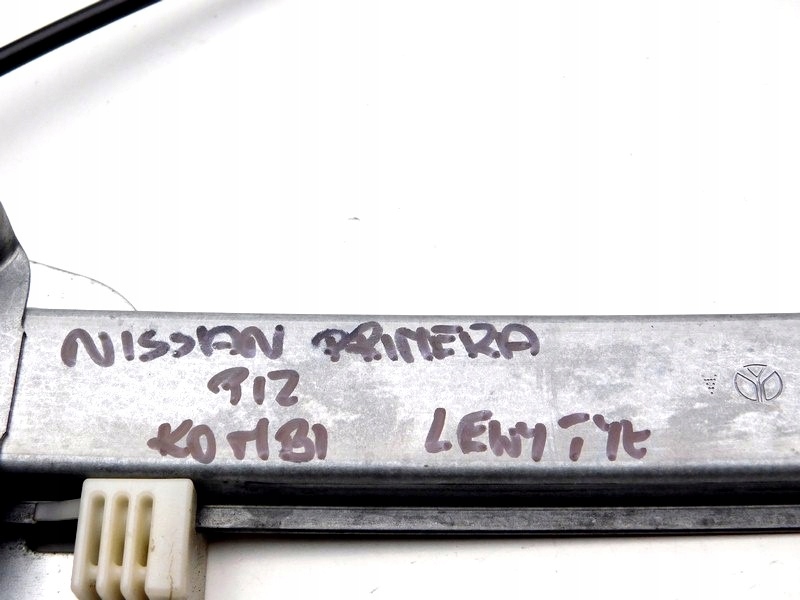 NISSAN PRIMERA
P12
KOMBI LEWY TYŁ